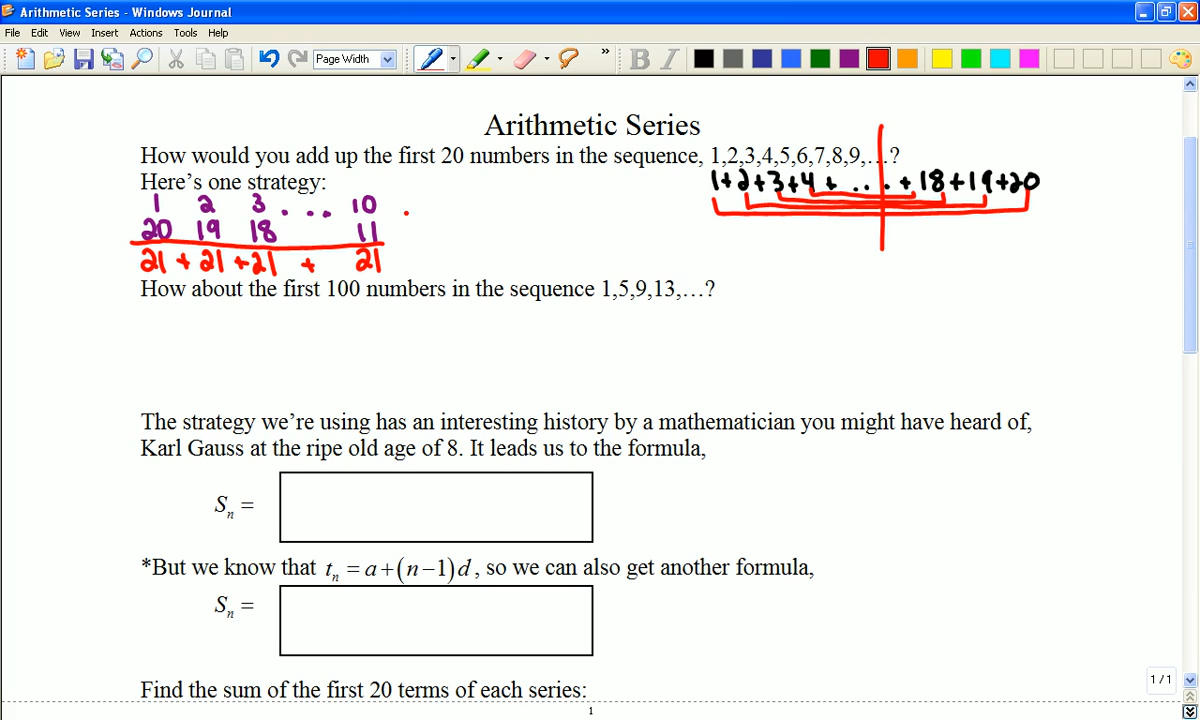 Arithmetic Series - Windows Journal
File Edit View Insert Actions Tools Help
Page Width » B I
Arithmetic Series
How would you add up the first 20 numbers in the sequence, 1,2,3,4,5,6,7,8,9,…?
1+2+3+4+....+18+19+20
Here’s one strategy:
1 2 3 .... 10
20 19 18 11
21 + 21 + 21 + 21
How about the first 100 numbers in the sequence 1,5,9,13,…?
The strategy we’re using has an interesting history by a mathematician you might have heard of,
Karl Gauss at the ripe old age of 8. It leads us to the formula,
Sₙ =
*But we know that tₙ = a+(n−1)d, so we can also get another formula,
Sₙ =
Find the sum of the first 20 terms of each series:
1/1
1